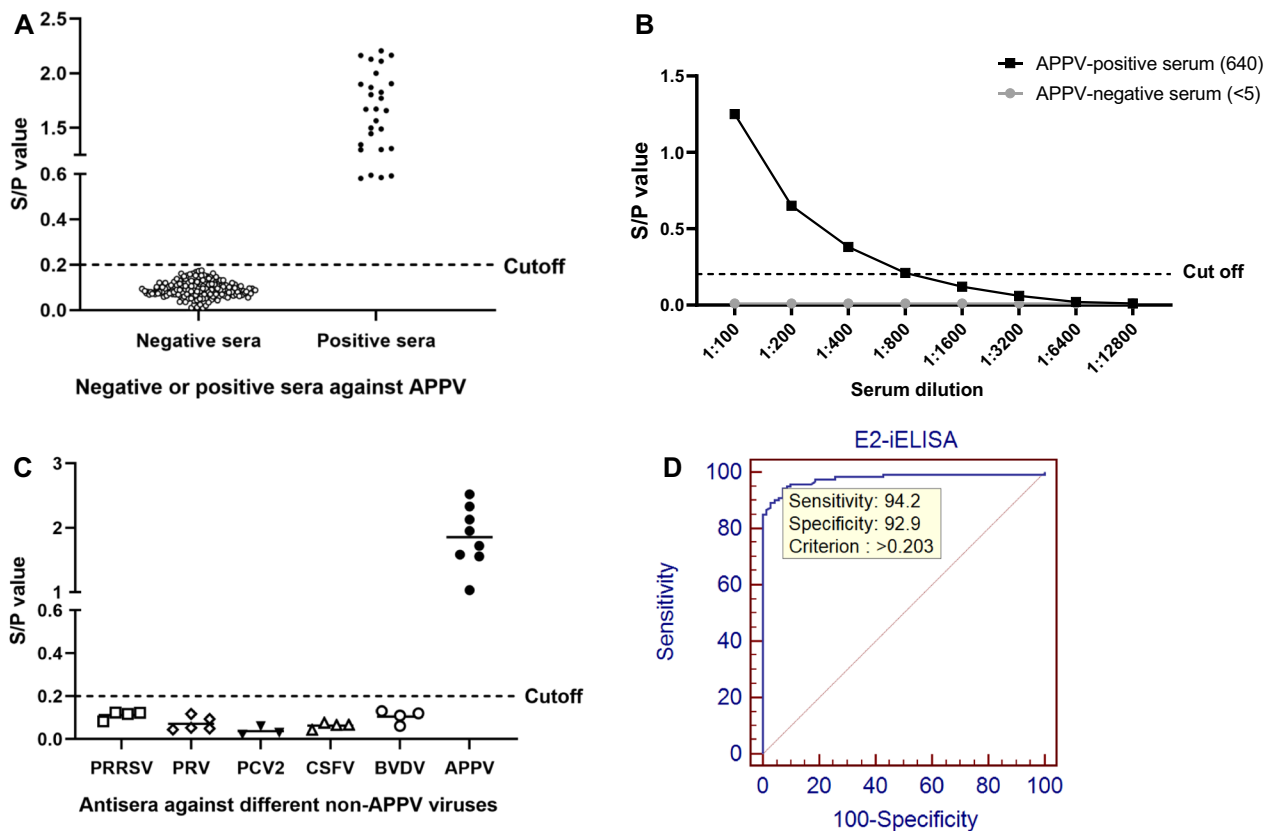 A
2.5
2.0
1.5
0.6
0.4
0.2
0.0
S/P value
Cutoff
Negative sera
Positive sera
Negative or positive sera against APPV
B
APPV-positive serum (640)
APPV-negative serum (<5)
1.5
1.0
0.5
0.0
S/P value
Cut off
1:100
1:200
1:400
1:800
1:1600
1:3200
1:6400
1:12800
Serum dilution
C
3
2
1
0.6
0.4
0.2
0.0
S/P value
Cutoff
PRRSV
PRV
PCV2
CSFV
BVDV
APPV
Antisera against different non-APPV viruses
D
E2-iELISA
100
80
60
40
20
0
Sensitivity
Sensitivity: 94.2
Specificity: 92.9
Criterion : >0.203
0
20
40
60
80
100
100-Specificity